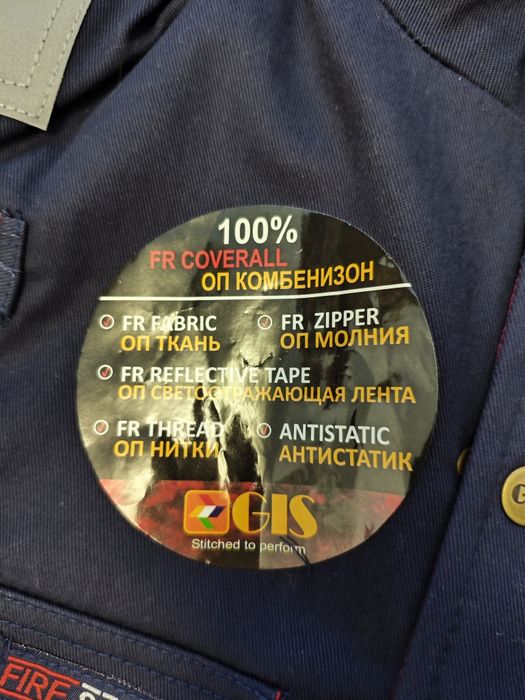 100%
FR COVERALL
ОП КОМБЕНИЗОН
FR FABRIC
ОП ТКАНЬ
FR ZIPPER
ОП МОЛНИЯ
FR REFLECTIVE TAPE
ОП СВЕТООТРАЖАЮЩАЯ ЛЕНТА
FR THREAD
ОП НИТКИ
ANTISTATIC
АНТИСТАТИК
GIS
Stitched to perform
FIRE